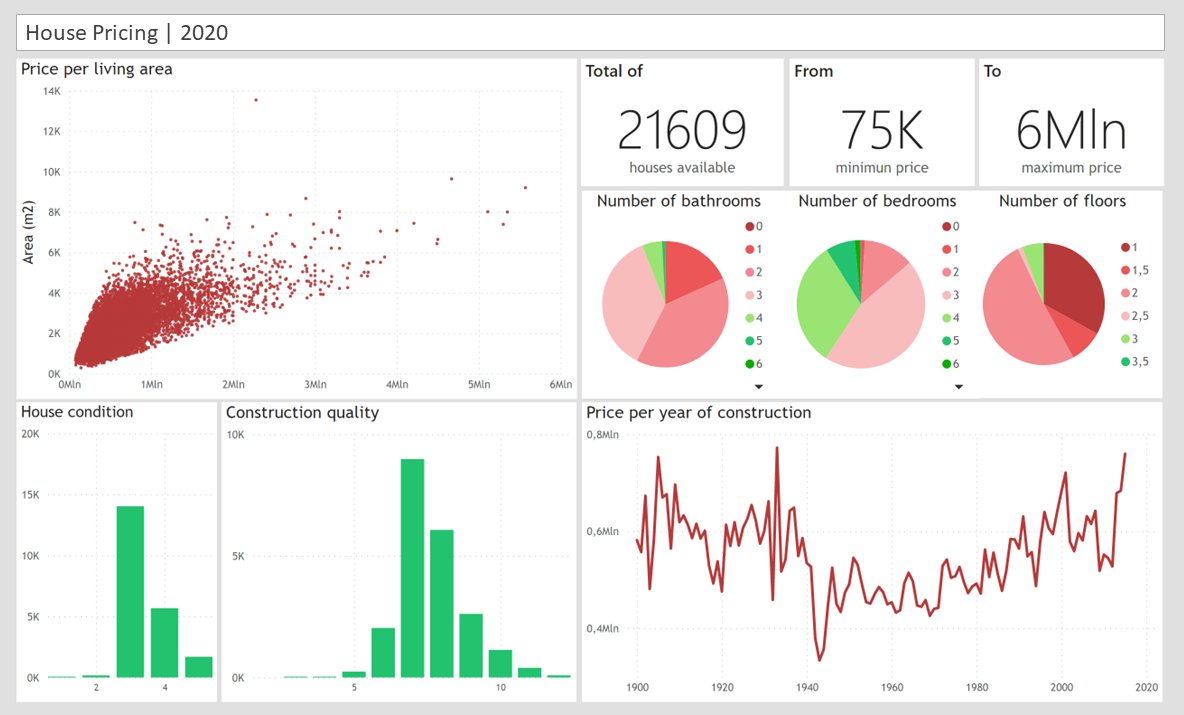 House Pricing | 2020
Price per living area
Area (m2)
14K
12K
10K
8K
6K
4K
2K
0K
0Mln 1Mln 2Mln 3Mln 4Mln 5Mln 6Mln
Total of
21609
houses available
From
75K
minimun price
To
6Mln
maximum price
Number of bathrooms
0
1
2
3
4
5
6
Number of bedrooms
0
1
2
3
4
5
6
Number of floors
1
1,5
2
2,5
3
3,5
House condition
20K
15K
10K
5K
0K
2 4
Construction quality
10K
5K
0K
5 10
Price per year of construction
0,8Mln
0,6Mln
0,4Mln
1900 1920 1940 1960 1980 2000 2020